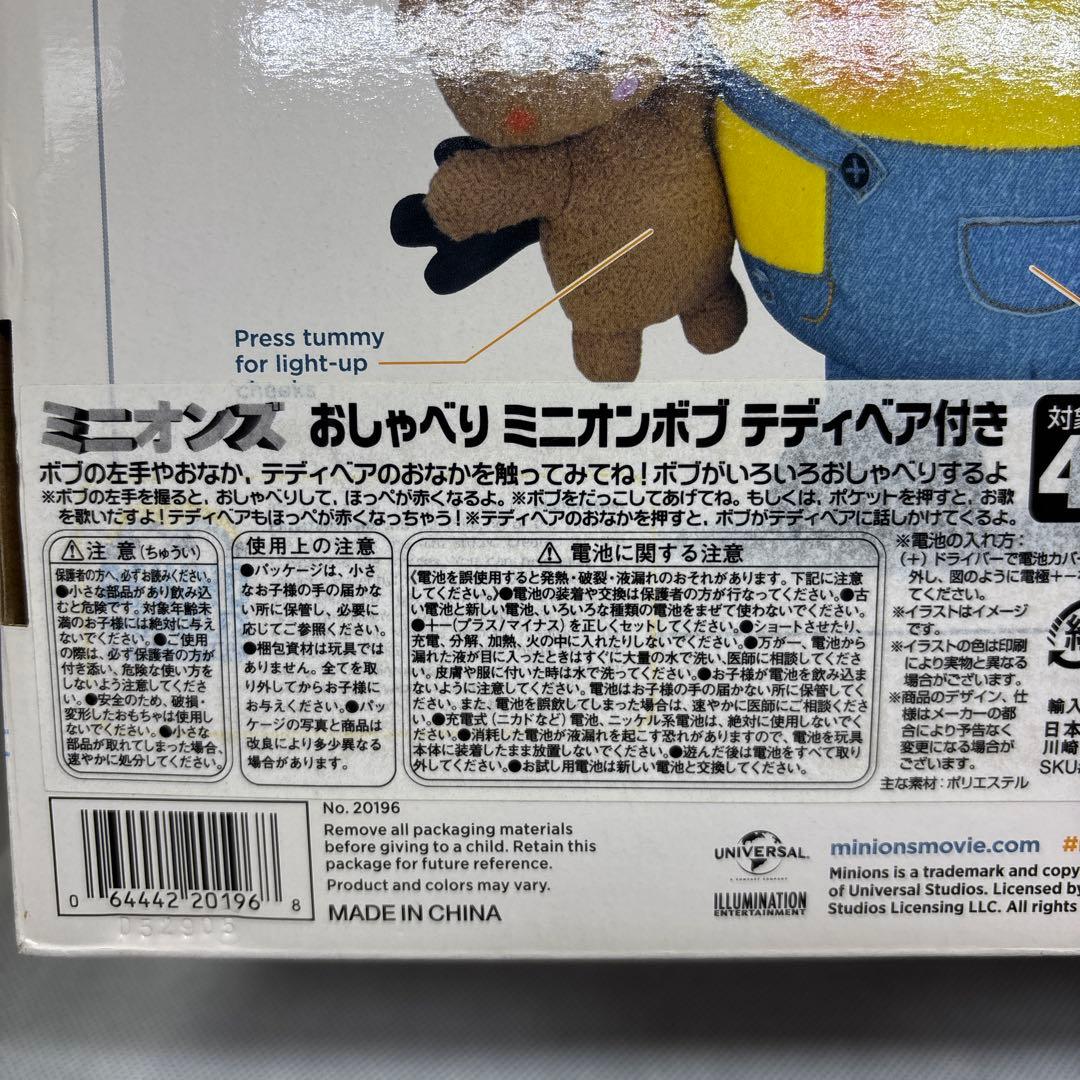 Press tummy
for light-up
cheeks
ミニオンズ おしゃべり ミニオンボブ テディベア付き
対象
4
ボブの左手やおなか，テディベアのおなかを触ってみてね！ボブがいろいろおしゃべりするよ
※ボブの左手を握ると，おしゃべりして，ほっぺが赤くなるよ。※ボブをだっこしてあげてね。もしくは，ポケットを押すと，お歌
を歌いだすよ！テディベアもほっぺが赤くなっちゃう！※テディベアのおなかを押すと，ボブがテディベアに話しかけてくるよ。
⚠注意(ちゅうい)
保護者の方へ、必ずお読みください。
●小さな部品があり飲み込
むと危険です。対象年齢未
満のお子様には絶対に与え
ないでください。●ご使用
の際は、必ず保護者の方が
付き添い、危険な使い方を
しないよう注意してくださ
い。●安全のため、破損・
変形したおもちゃは使用し
ないでください。●小さな
部品が取れてしまった場合、
速やかに処分してください。
使用上の注意
●パッケージは、小さ
なお子様の手の届かな
い所に保管し、必要に
応じてご参照ください。
●梱包資材は玩具では
ありません。全てを取
り外してからお子様に
お与えください。●パッ
ケージの写真と商品は
改良により多少異なる
場合があります。
⚠電池に関する注意
《電池を誤使用すると発熱・破裂・液漏れのおそれがあります。下記に注意
してください。》●電池の装着や交換は保護者の方が行なってください。●古
い電池と新しい電池、いろいろな種類の電池をまぜて使わないでください。
●＋－(プラス/マイナス)を正しくセットしてください。●ショートさせたり、
充電、分解、加熱、火の中に入れたりしないでください。●万が一、電池から
漏れた液が目に入ったときはすぐに大量の水で洗い、医師に相談してくださ
い。皮膚や服に付いた時は水で洗ってください。●お子様が電池を飲み込ま
ないように注意してください。電池はお子様の手の届かない所に保管してく
ださい。また、電池を誤飲してしまった場合は、速やかに医師にご相談くださ
い。●充電式(ニカドなど)電池、ニッケル系電池は、絶対に使用しないでく
ださい。●消耗した電池が液漏れを起こす恐れがありますので、電池を玩具
本体に装着したまま放置しないでください。●遊んだ後は電池をすべて取り
外してください。●お試し用電池は新しい電池と交換してください。
※電池の入れ方：
(＋)ドライバーで電池カバ
外し、図のように電極＋－
てください。
※イラストはイメージ
です。
※イラストの色は印刷
により実物と異なる
場合がございます。
※商品のデザイン、仕
様はメーカーの都
合により予告なく
変更になる場合が
ございます。
主な素材：ポリエステル
紙
輸入
日本
川崎
SKU#
0 64442 20196 8
D52905
No. 20196
Remove all packaging materials
before giving to a child. Retain this
package for future reference.
Product and colors may vary.
MADE IN CHINA
UNIVERSAL
A COMCAST COMPANY
ILLUMINATION
ENTERTAINMENT
minionsmovie.com
Minions is a trademark and copy
of Universal Studios. Licensed by
Studios Licensing LLC. All rights